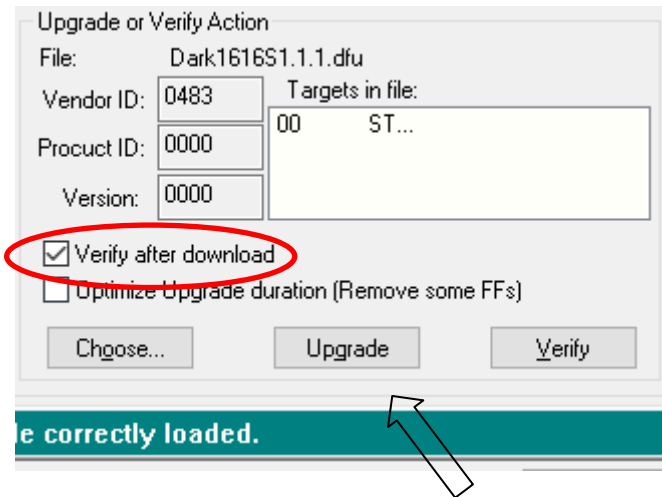 Upgrade or Verify Action
File: Dark1616S1.1.1.dfu
Vendor ID: 0483
Targets in file:
00 ST...
Procuct ID: 0000
Version: 0000
Verify after download
Optimize Upgrade duration (Remove some FFs)
Choose... Upgrade Verify
le correctly loaded.